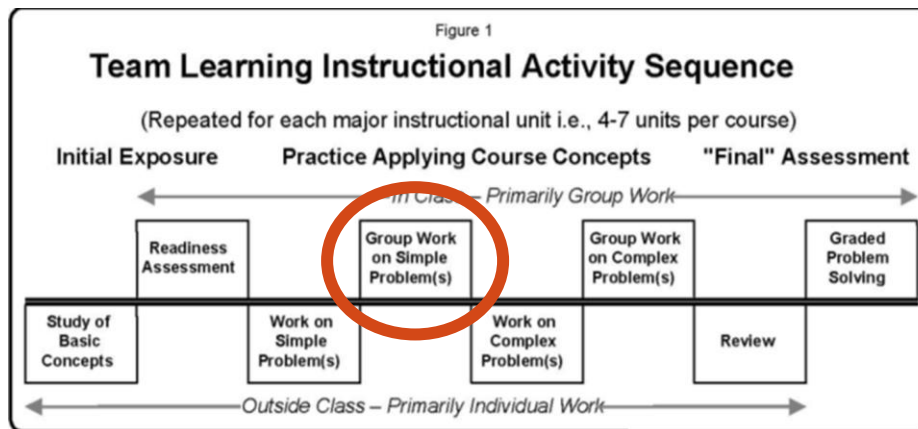 Figure 1
Team Learning Instructional Activity Sequence
(Repeated for each major instructional unit i.e., 4-7 units per course)
Initial Exposure
Practice Applying Course Concepts
"Final" Assessment
In Class – Primarily Group Work
Readiness
Assessment
Group Work
on Simple
Problem(s)
Group Work
on Complex
Problem(s)
Graded
Problem
Solving
Study of
Basic
Concepts
Work on
Simple
Problem(s)
Work on
Complex
Problem(s)
Review
Outside Class – Primarily Individual Work